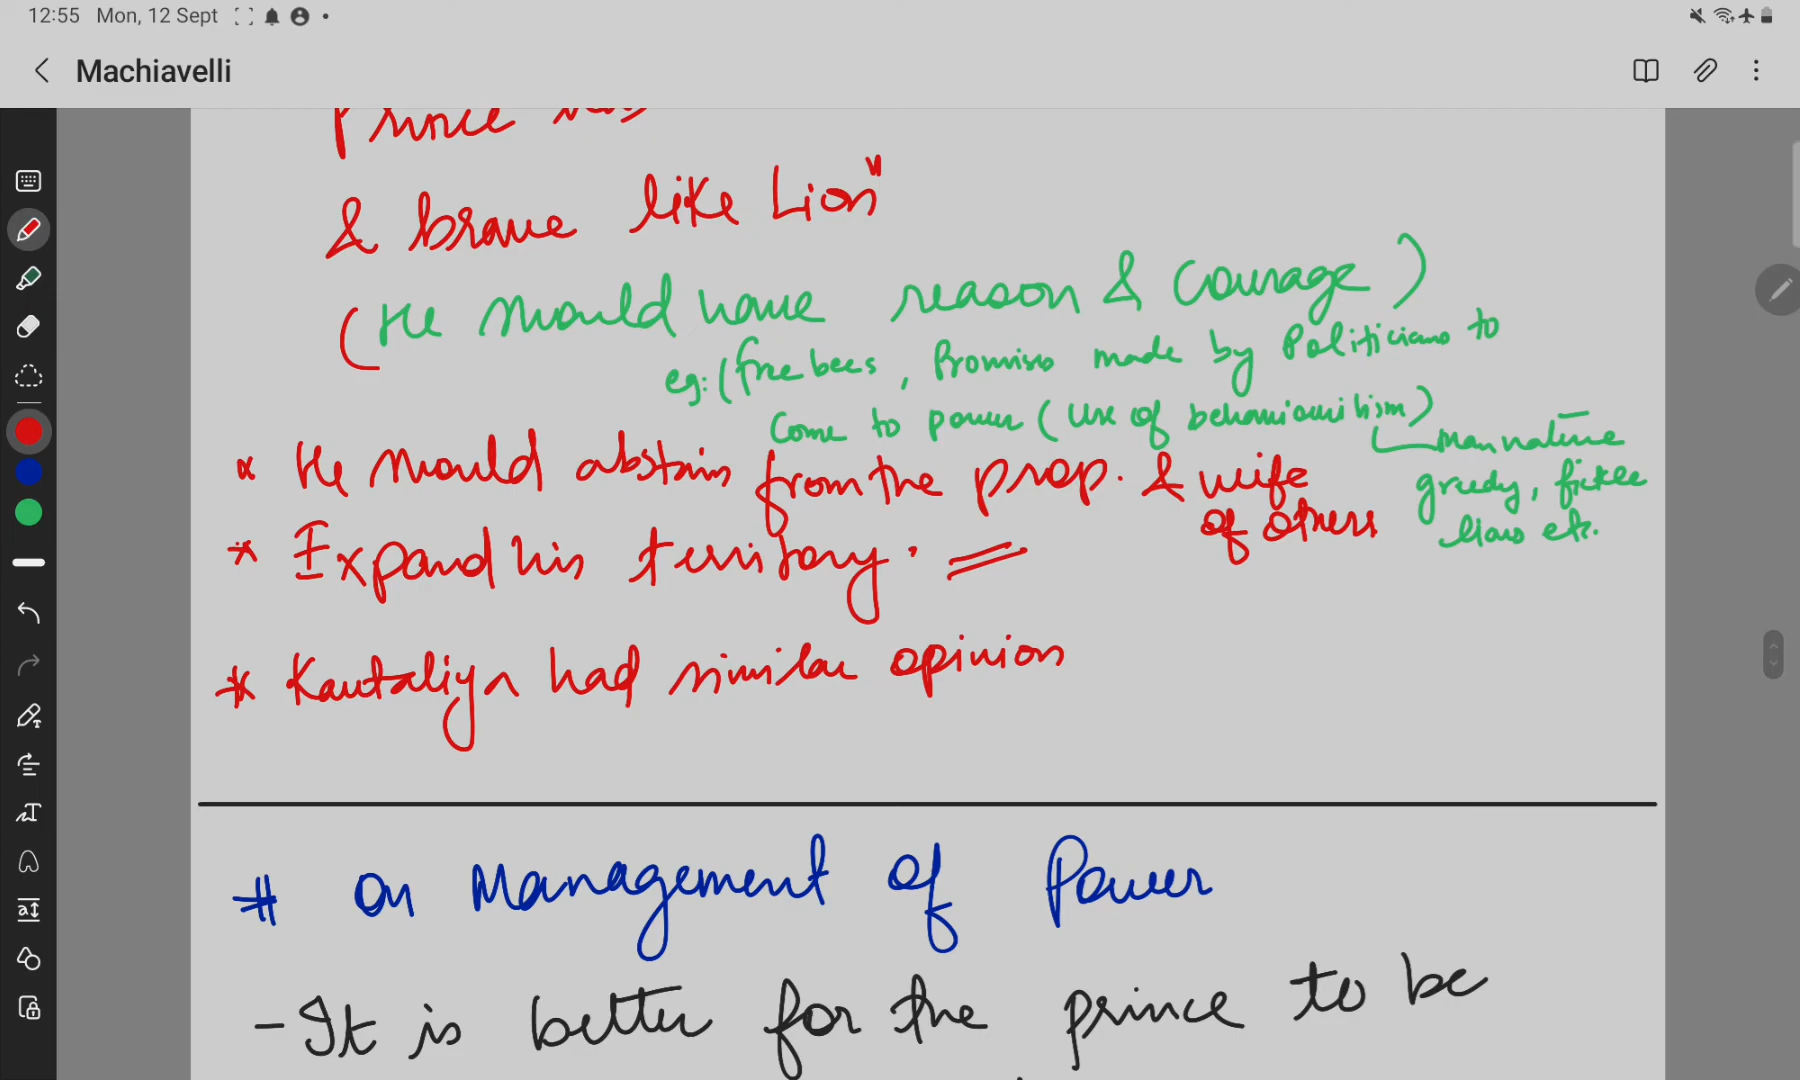 12:55 Mon, 12 Sept
Machiavelli
Prince
& brave like Lion"
(He should have reason & Courage)
eg: (free bees, Promises made by Politicians to
Come to power (use of behaviouralism)
man nature
greedy, fickle
liars etc.
* He should abstain from the prop. & wife
of others
* Expand his territory.
* Kautaliya had similar opinion
# On Management of Power
- It is better for the prince to be